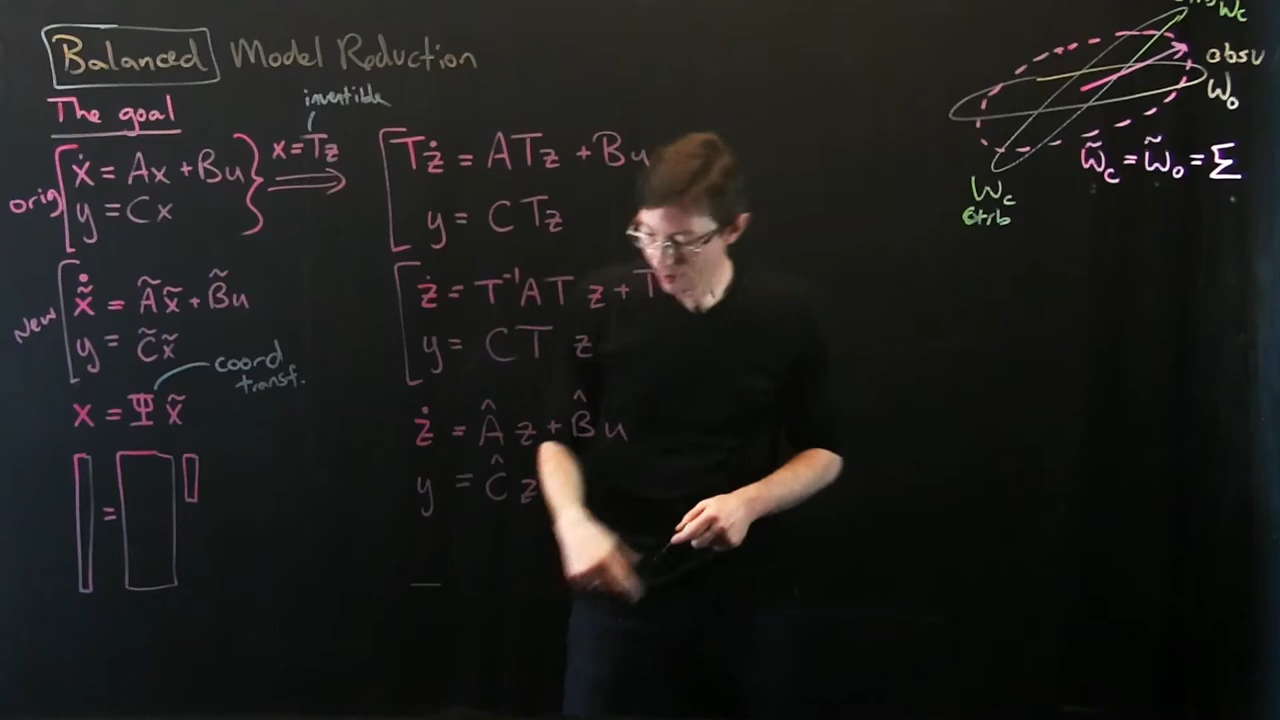 Balanced Model Reduction
The goal
invertible
orig
ẋ = Ax + Bu
y = Cx
x = Tz
New
x̃̇ = Ãx̃ + B̃u
y = C̃x̃
coord
transf.
x = Ψ x̃
=
Tż = ATz + Bu
y = CTz
ż = T⁻¹AT z + T
y = CT z
ż = Âz + B̂u
y = Ĉz
Wc
obsv
Wo
W̃c = W̃o = Σ
Wc
ctrb